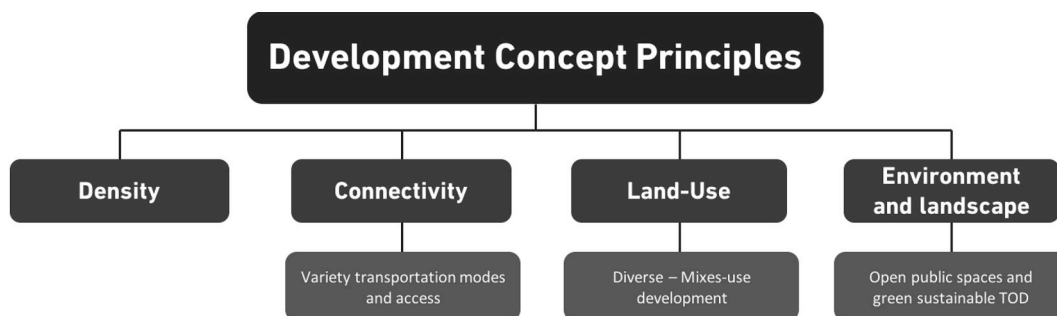 Development Concept Principles
Density
Connectivity
Land-Use
Environment
and landscape
Variety transportation modes
and access
Diverse – Mixes-use
development
Open public spaces and
green sustainable TOD